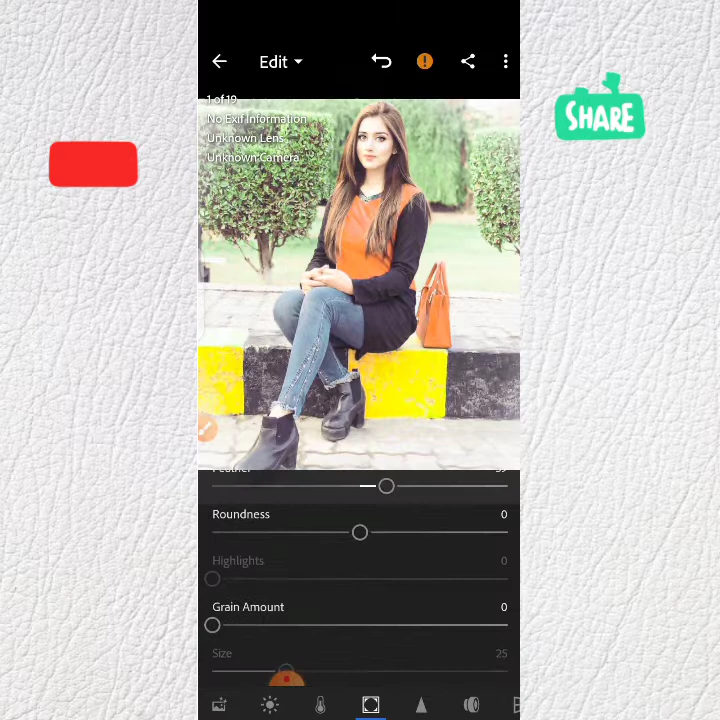 Edit
SHARE
1 of 19
No Exif Information
Unknown Lens
Unknown Camera
Feather
Roundness 0
Highlights 0
Grain Amount 0
Size 25